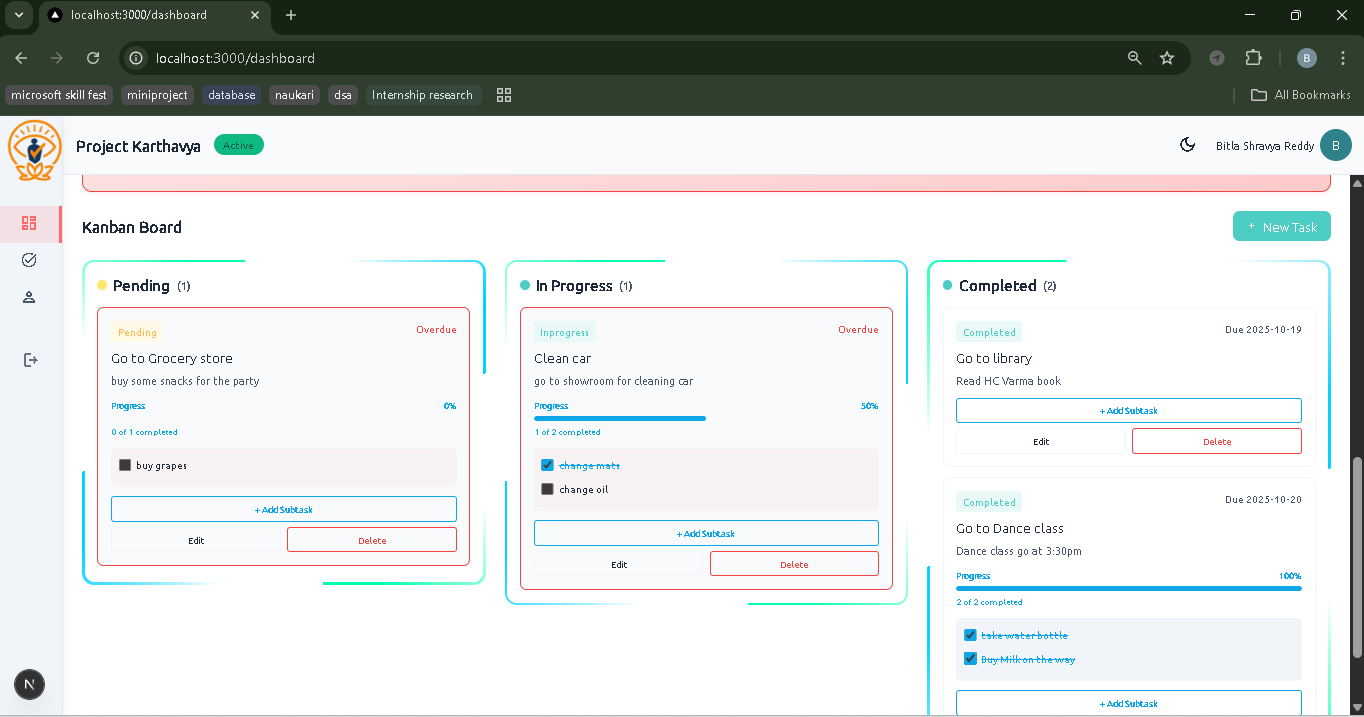 localhost:3000/dashboard
localhost:3000/dashboard
B
microsoft skill fest
miniproject
database
naukari
dsa
Internship research
All Bookmarks
Project Karthavya
Active
Bitla Shravya Reddy
B
Kanban Board
+ New Task
Pending (1)
Pending
Overdue
Go to Grocery store
buy some snacks for the party
Progress
0%
0 of 1 completed
buy grapes
+ Add Subtask
Edit
Delete
In Progress (1)
Inprogress
Overdue
Clean car
go to showroom for cleaning car
Progress
50%
1 of 2 completed
change mats
change oil
+ Add Subtask
Edit
Delete
Completed (2)
Completed
Due 2025-10-19
Go to library
Read HC Varma book
+ Add Subtask
Edit
Delete
Completed
Due 2025-10-20
Go to Dance class
Dance class go at 3:30pm
Progress
100%
2 of 2 completed
take water bottle
Buy Milk on the way
+ Add Subtask
N